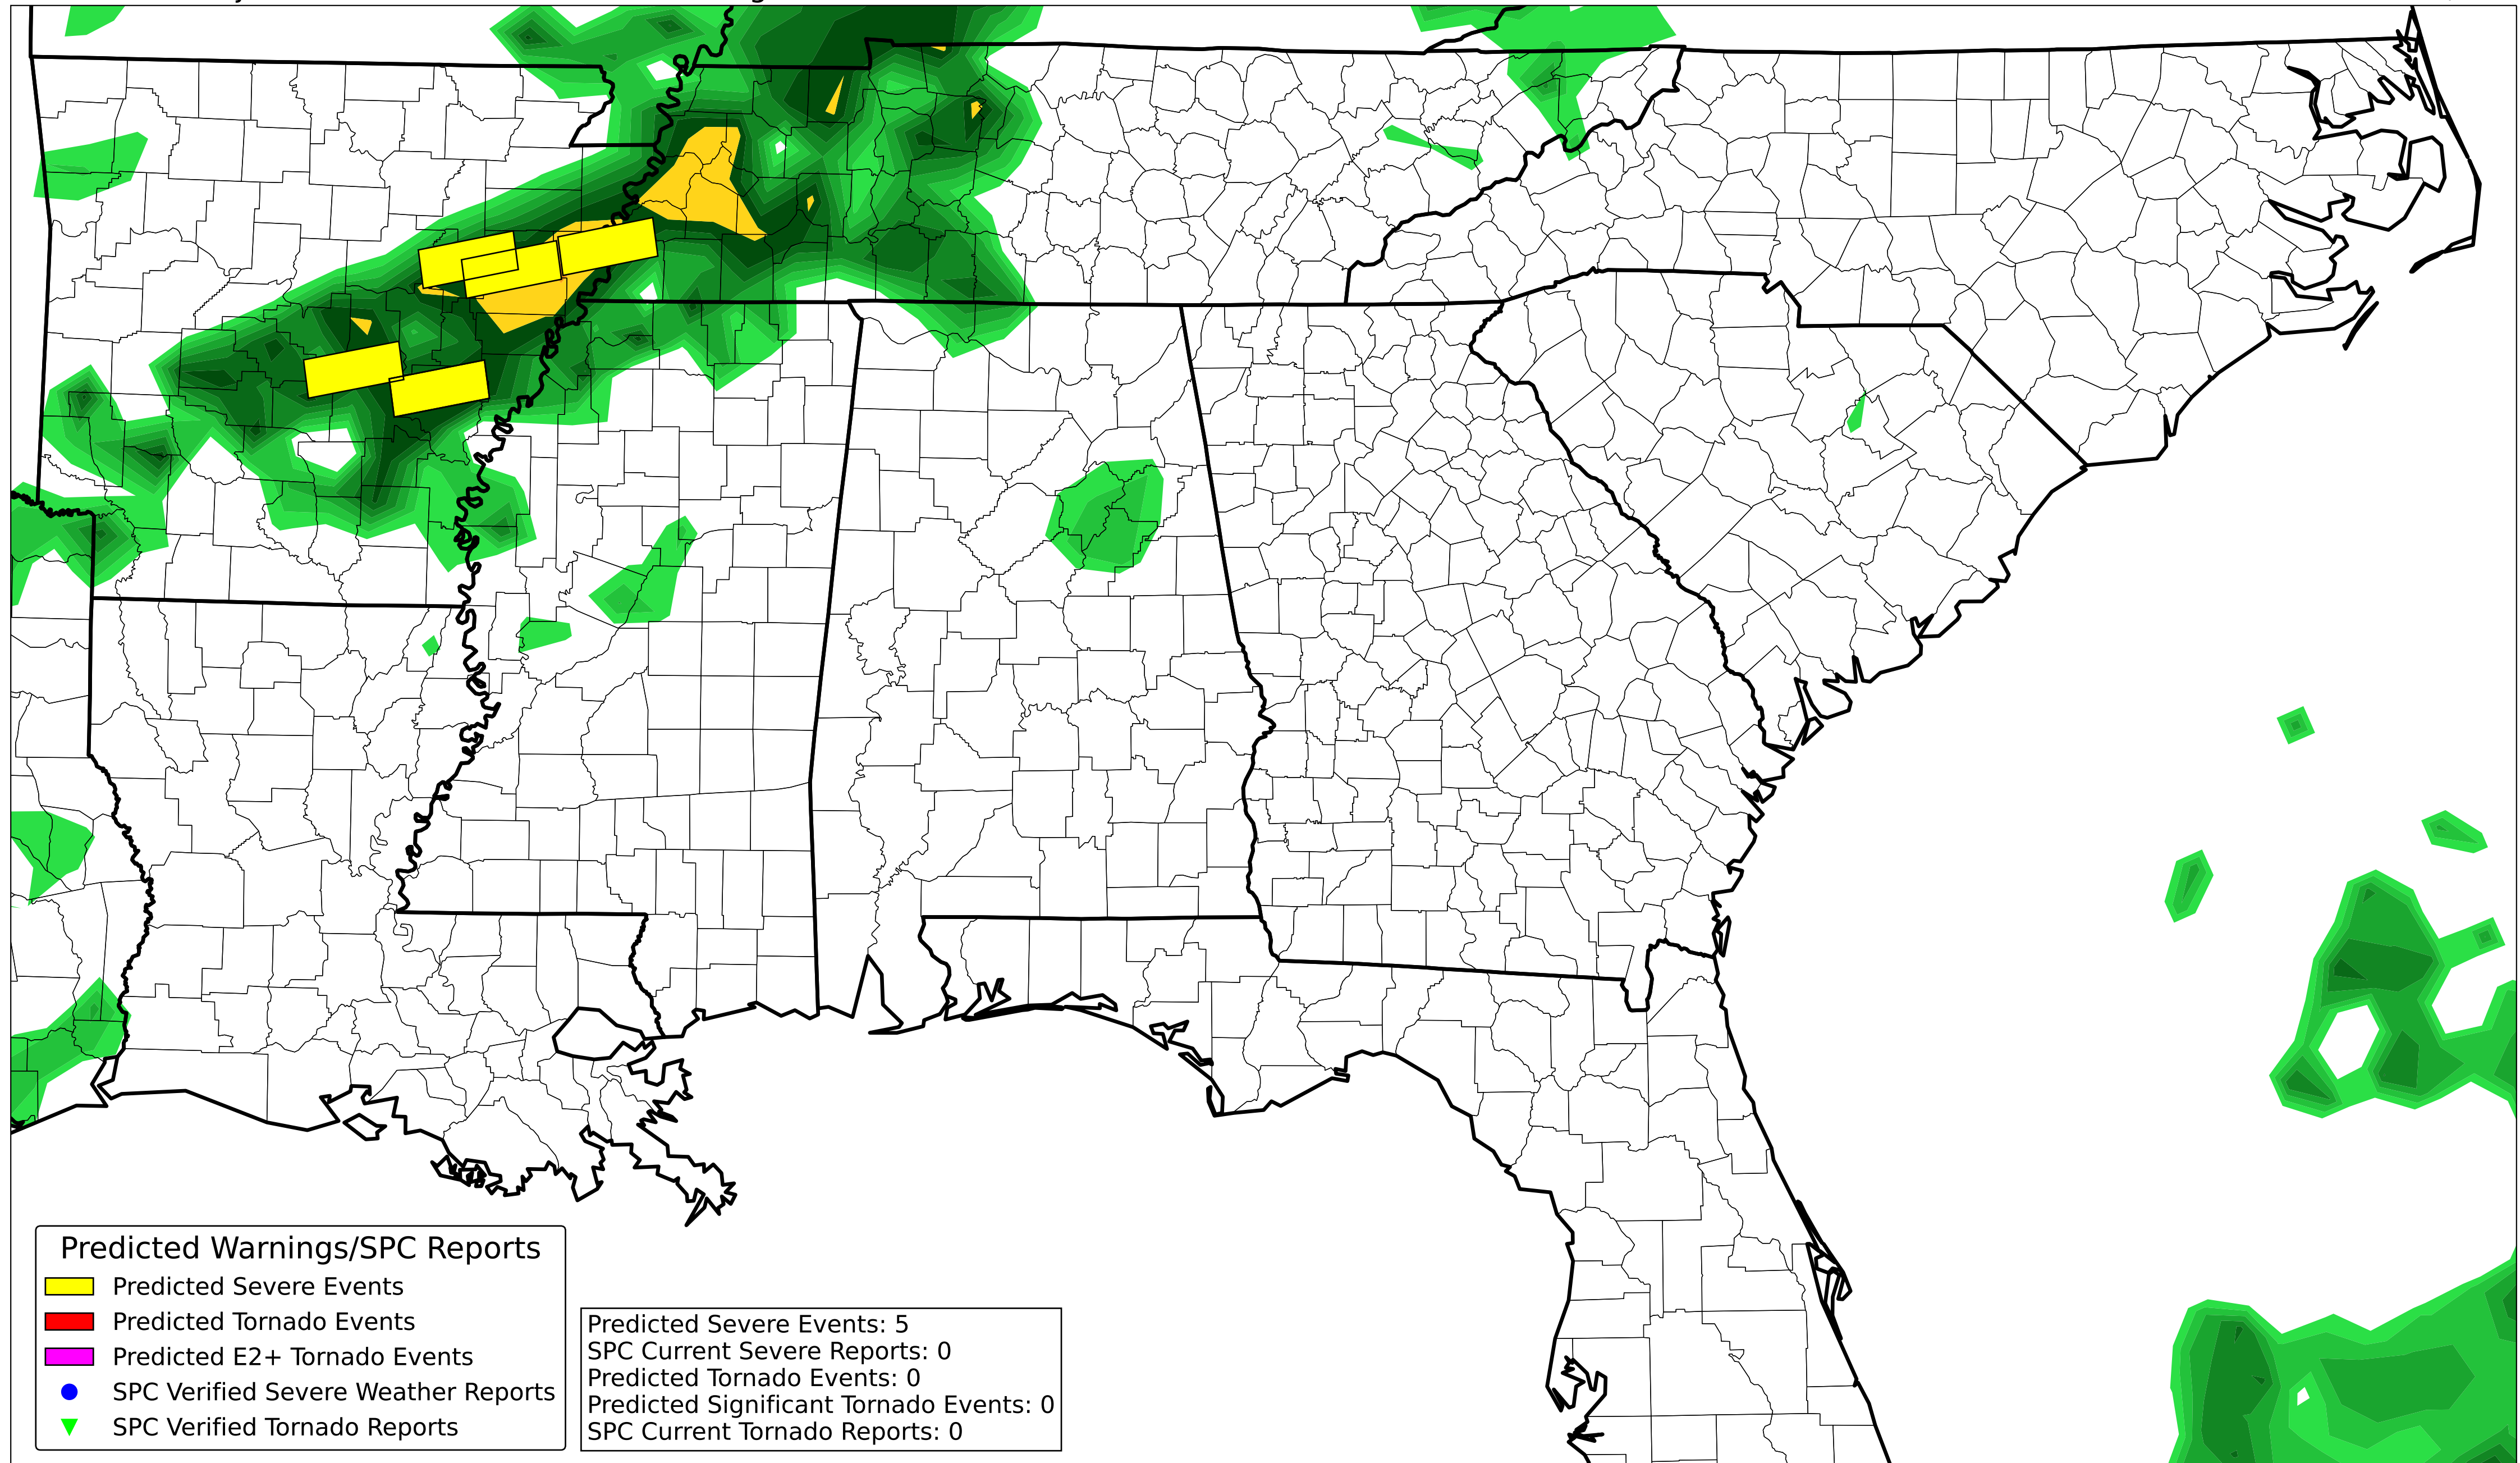 Predicted Warnings/SPC Reports
Predicted Severe Events
Predicted Tornado Events
Predicted E2+ Tornado Events
SPC Verified Severe Weather Reports
SPC Verified Tornado Reports
Predicted Severe Events: 5
SPC Current Severe Reports: 0
Predicted Tornado Events: 0
Predicted Significant Tornado Events: 0
SPC Current Tornado Reports: 0